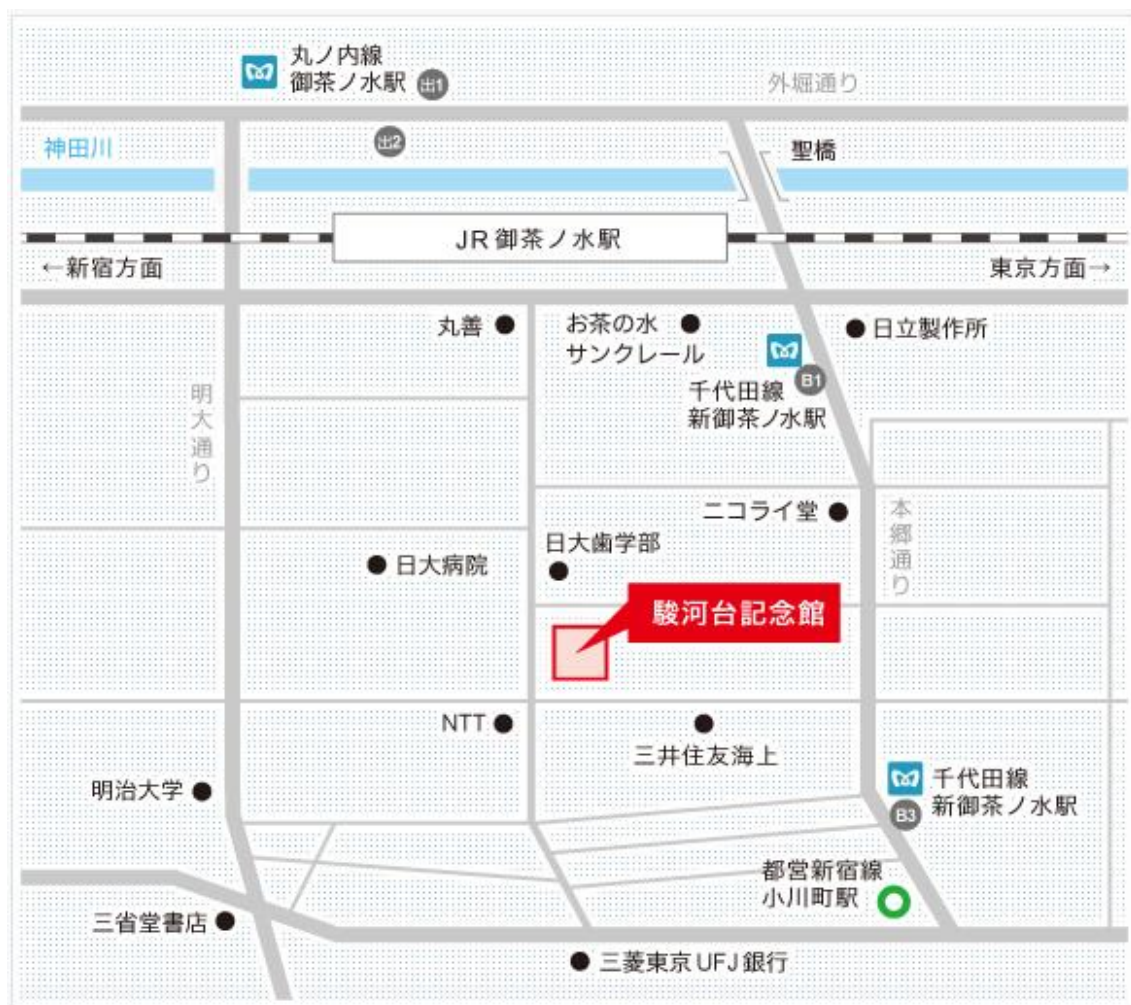 丸ノ内線
御茶ノ水駅 出1
外堀通り
出2
神田川
聖橋
JR御茶ノ水駅
←新宿方面
東京方面→
丸善
お茶の水
サンクレール
日立製作所
千代田線 B1
新御茶ノ水駅
明大通り
ニコライ堂
本郷通り
日大歯学部
日大病院
駿河台記念館
NTT
三井住友海上
明治大学
千代田線
新御茶ノ水駅
B3
都営新宿線
小川町駅
三省堂書店
三菱東京UFJ銀行